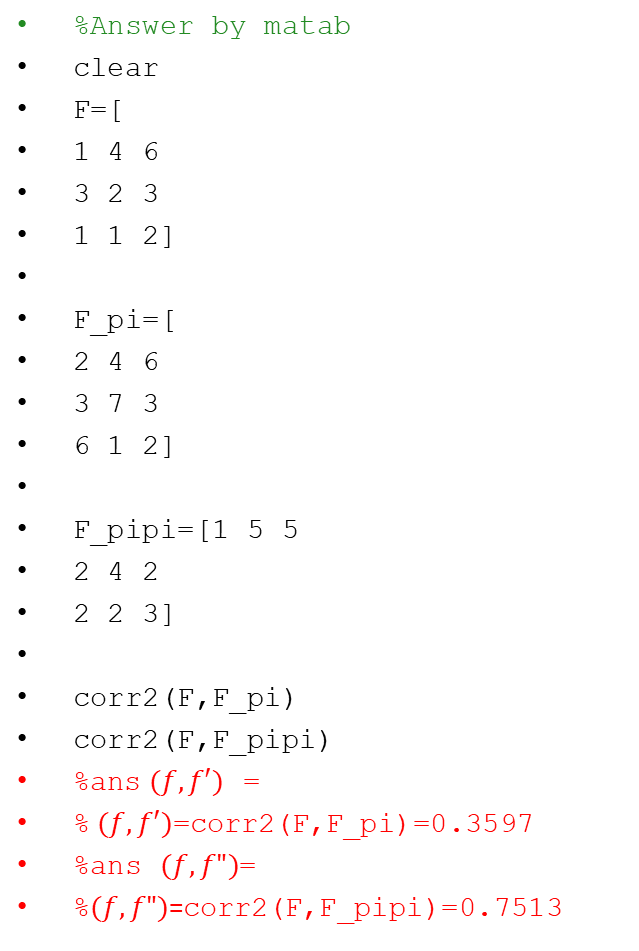 • %Answer by matab
• clear
• F=[
• 1 4 6
• 3 2 3
• 1 1 2]
•
• F_pi=[
• 2 4 6
• 3 7 3
• 6 1 2]
•
• F_pipi=[1 5 5
• 2 4 2
• 2 2 3]
•
• corr2(F,F_pi)
• corr2(F,F_pipi)
• %ans (f,f′) =
• % (f,f′)=corr2(F,F_pi)=0.3597
• %ans (f,f")=
• %(f,f")=corr2(F,F_pipi)=0.7513